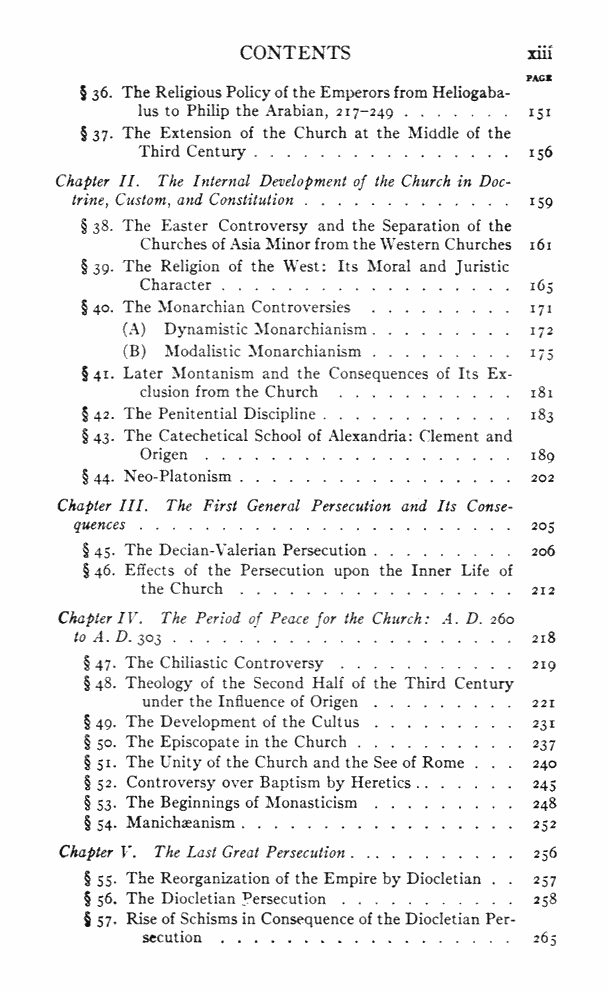 CONTENTS xiii
PAGE
§ 36. The Religious Policy of the Emperors from Heliogaba-
lus to Philip the Arabian, 217–249 . . . . . . . 151
§ 37. The Extension of the Church at the Middle of the
Third Century . . . . . . . . . . . . . . . . 156
Chapter II. The Internal Development of the Church in Doc-
trine, Custom, and Constitution . . . . . . . . . . . . . 159
§ 38. The Easter Controversy and the Separation of the
Churches of Asia Minor from the Western Churches 161
§ 39. The Religion of the West: Its Moral and Juristic
Character . . . . . . . . . . . . . . . . . . 165
§ 40. The Monarchian Controversies . . . . . . . . . 171
(A) Dynamistic Monarchianism . . . . . . . . . 172
(B) Modalistic Monarchianism . . . . . . . . . 175
§ 41. Later Montanism and the Consequences of Its Ex-
clusion from the Church . . . . . . . . . . . 181
§ 42. The Penitential Discipline . . . . . . . . . . . . 183
§ 43. The Catechetical School of Alexandria: Clement and
Origen . . . . . . . . . . . . . . . . . . . 189
§ 44. Neo-Platonism . . . . . . . . . . . . . . . . . 202
Chapter III. The First General Persecution and Its Conse-
quences . . . . . . . . . . . . . . . . . . . . . . . 205
§ 45. The Decian-Valerian Persecution . . . . . . . . . 206
§ 46. Effects of the Persecution upon the Inner Life of
the Church . . . . . . . . . . . . . . . . . 212
Chapter IV. The Period of Peace for the Church: A. D. 260
to A. D. 303 . . . . . . . . . . . . . . . . . . . . . 218
§ 47. The Chiliastic Controversy . . . . . . . . . . . 219
§ 48. Theology of the Second Half of the Third Century
under the Influence of Origen . . . . . . . . . 221
§ 49. The Development of the Cultus . . . . . . . . . 231
§ 50. The Episcopate in the Church . . . . . . . . . . 237
§ 51. The Unity of the Church and the See of Rome . . . 240
§ 52. Controversy over Baptism by Heretics . . . . . . . 245
§ 53. The Beginnings of Monasticism . . . . . . . . . 248
§ 54. Manichæanism . . . . . . . . . . . . . . . . . 252
Chapter V. The Last Great Persecution . . . . . . . . . . 256
§ 55. The Reorganization of the Empire by Diocletian . . 257
§ 56. The Diocletian Persecution . . . . . . . . . . . 258
§ 57. Rise of Schisms in Consequence of the Diocletian Per-
secution . . . . . . . . . . . . . . . . . . 265